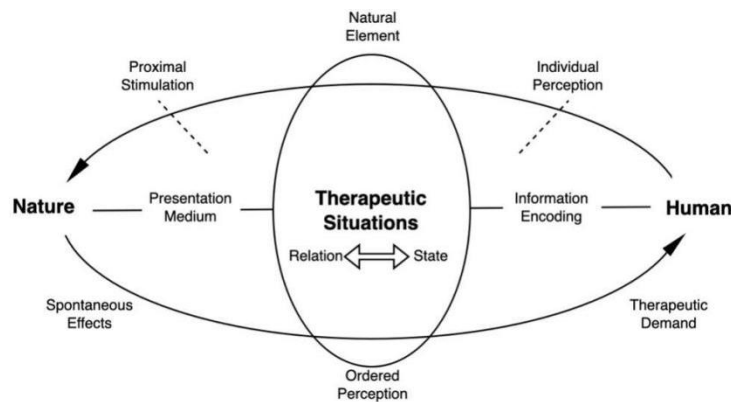 Natural
Element
Proximal
Stimulation
Individual
Perception
Nature
Presentation
Medium
Therapeutic
Situations
Relation
State
Information
Encoding
Human
Spontaneous
Effects
Therapeutic
Demand
Ordered
Perception